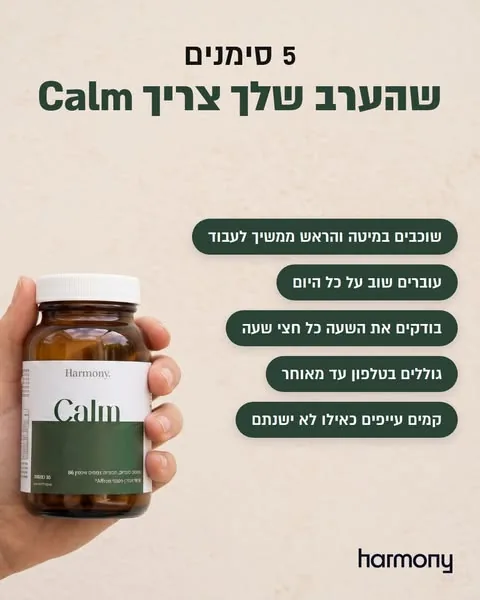 5 סימנים
שהערב שלך צריך Calm
שוכבים במיטה והראש ממשיך לעבוד
עוברים שוב על כל היום
בודקים את השעה כל חצי שעה
גוללים בטלפון עד מאוחר
קמים עייפים כאילו לא ישנתם
Harmony.
Calm
harmony